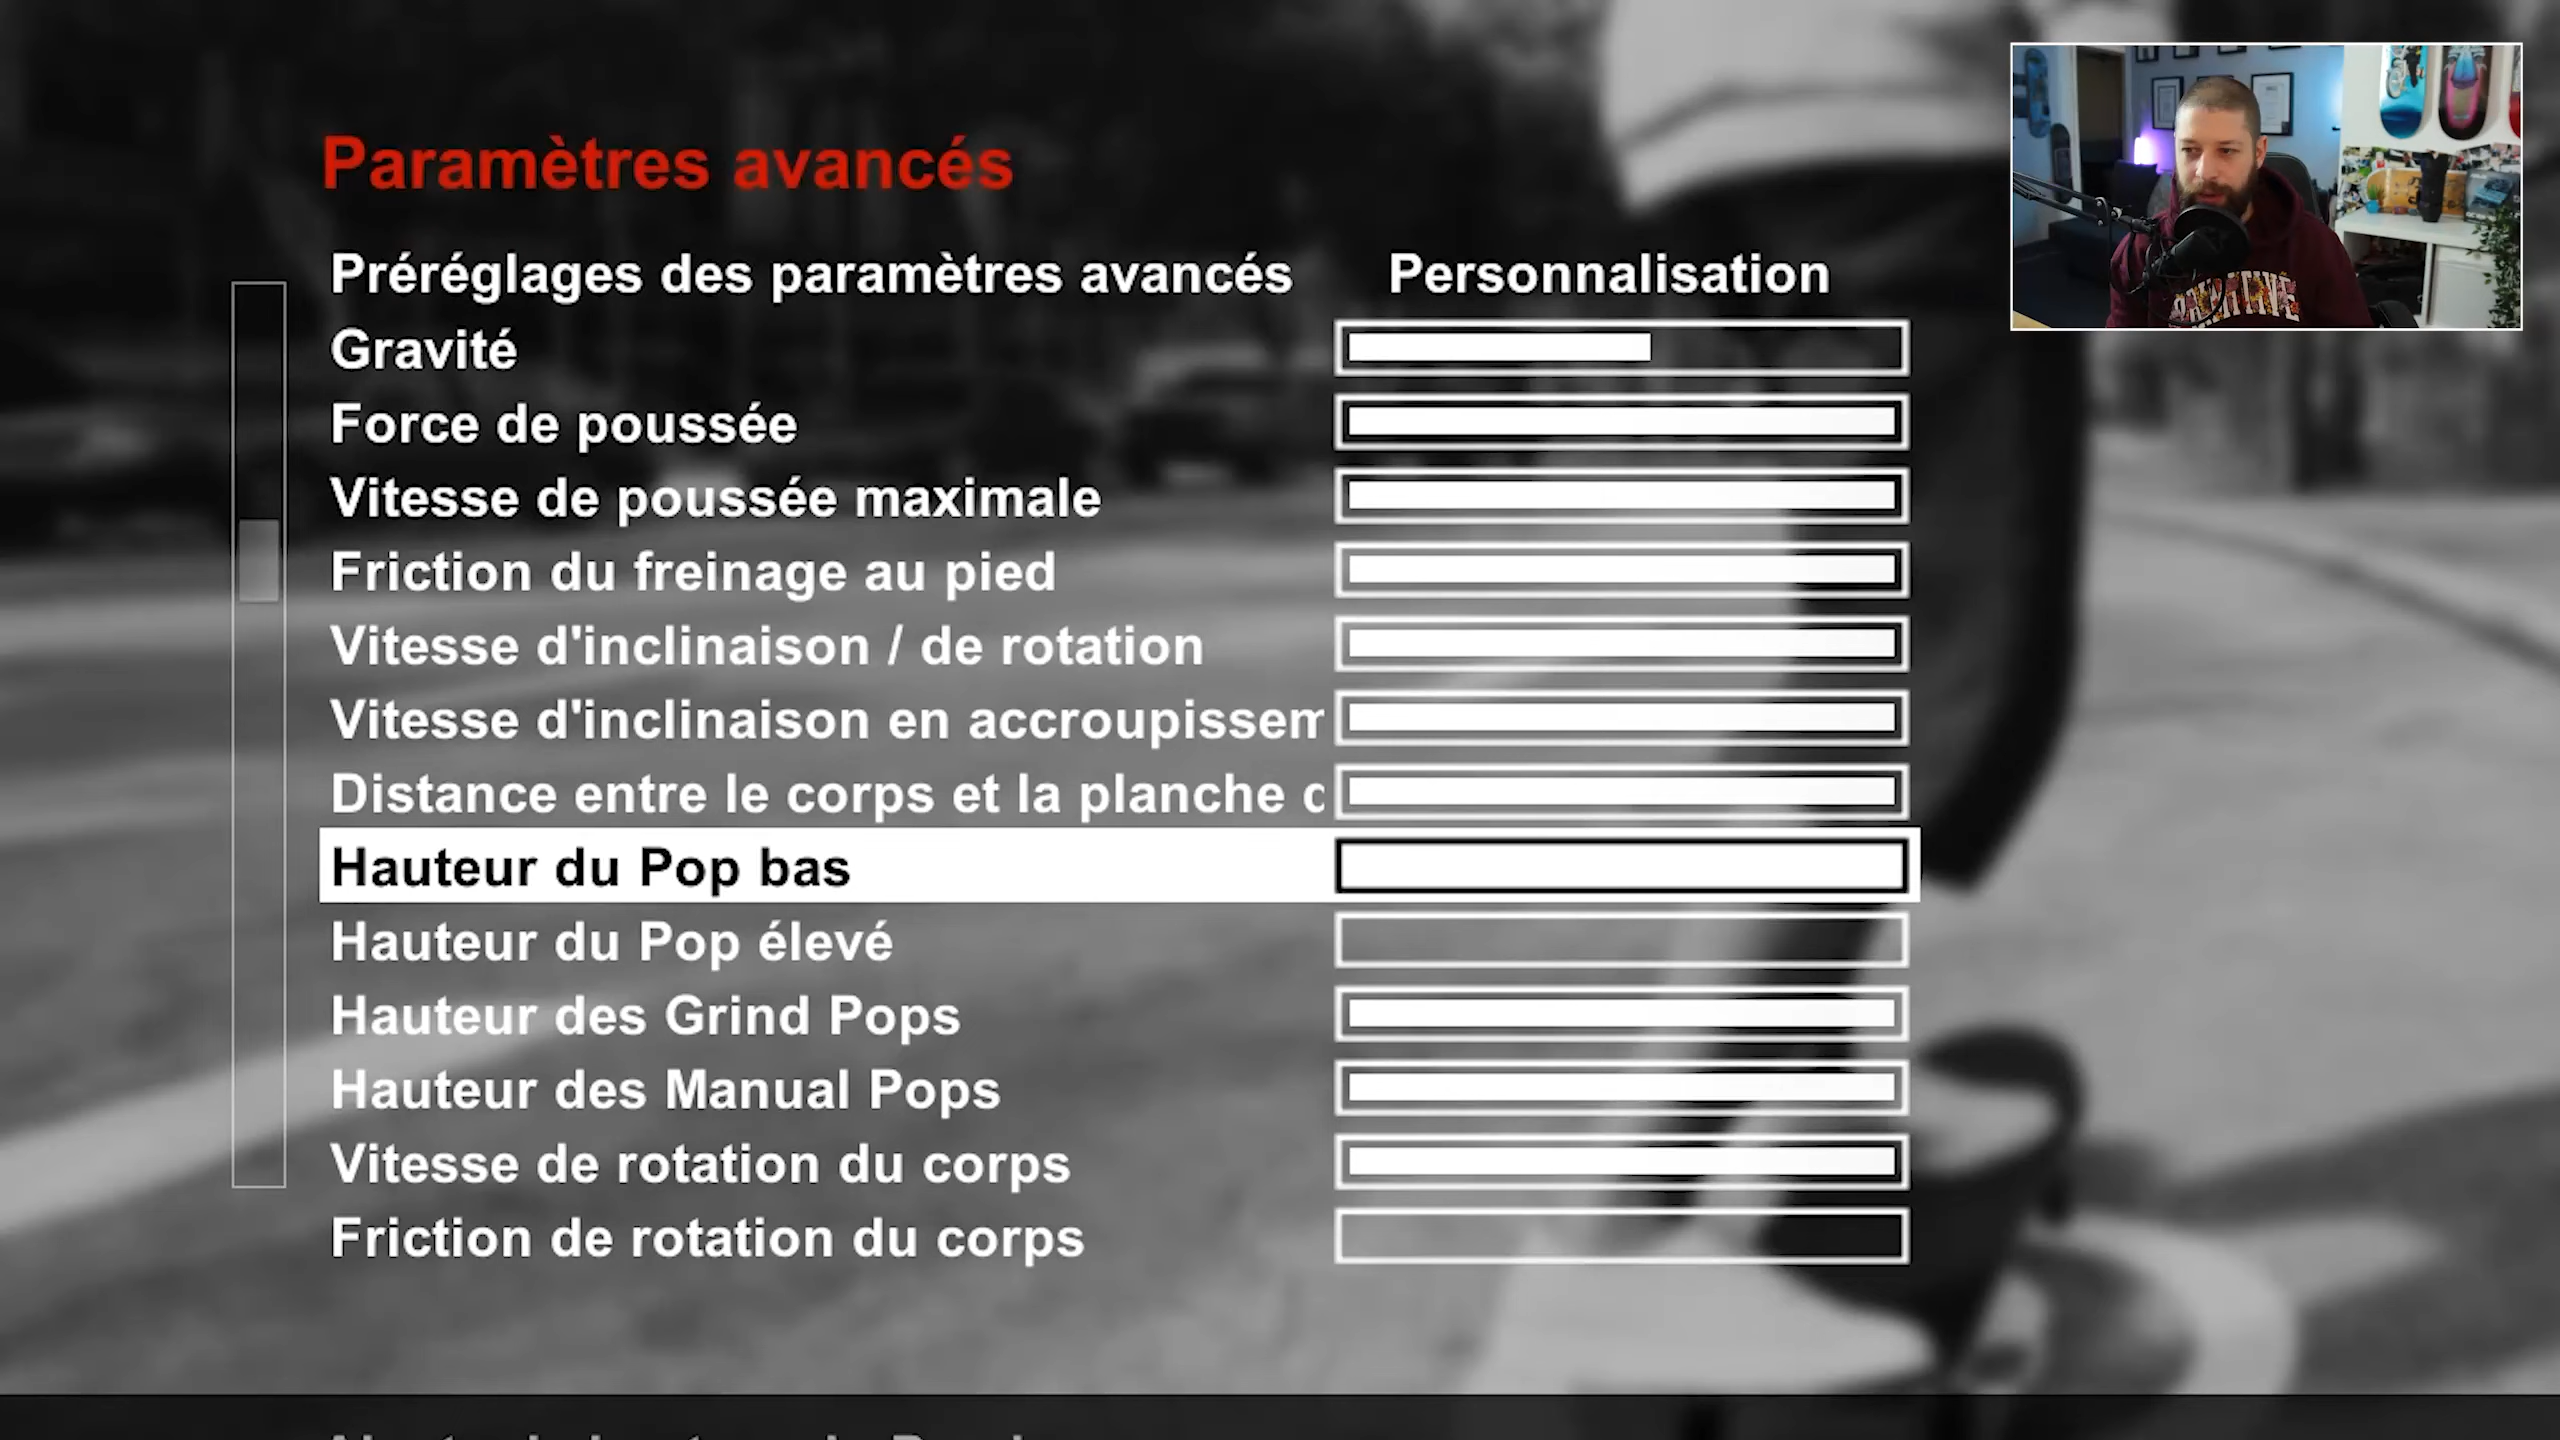 Paramètres avancés
Préréglages des paramètres avancés Personnalisation
Gravité
Force de poussée
Vitesse de poussée maximale
Friction du freinage au pied
Vitesse d'inclinaison / de rotation
Vitesse d'inclinaison en accroupissem
Distance entre le corps et la planche
Hauteur du Pop bas
Hauteur du Pop élevé
Hauteur des Grind Pops
Hauteur des Manual Pops
Vitesse de rotation du corps
Friction de rotation du corps